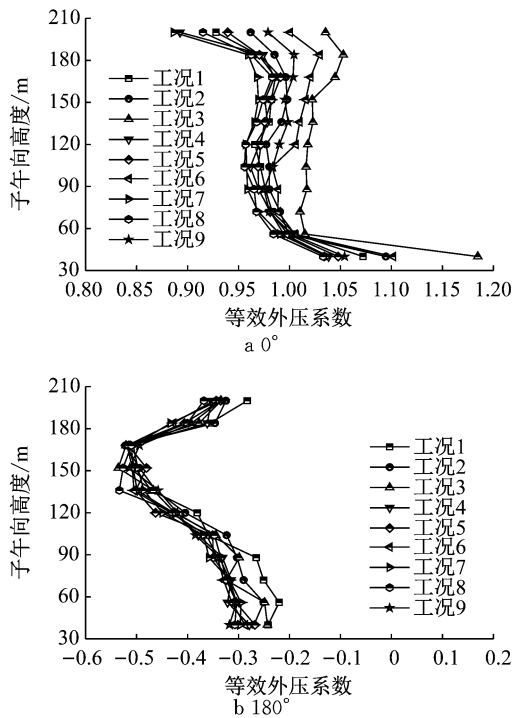 210
180
150
120
90
60
30
子午向高度/m
工况1
工况2
工况3
工况4
工况5
工况6
工况7
工况8
工况9
0.80 0.85 0.90 0.95 1.00 1.05 1.10 1.15 1.20
等效外压系数
a 0°
210
180
150
120
90
60
30
子午向高度/m
工况1
工况2
工况3
工况4
工况5
工况6
工况7
工况8
工况9
−0.6 −0.5 −0.4 −0.3 −0.2 −0.1 0 0.1 0.2
等效外压系数
b 180°